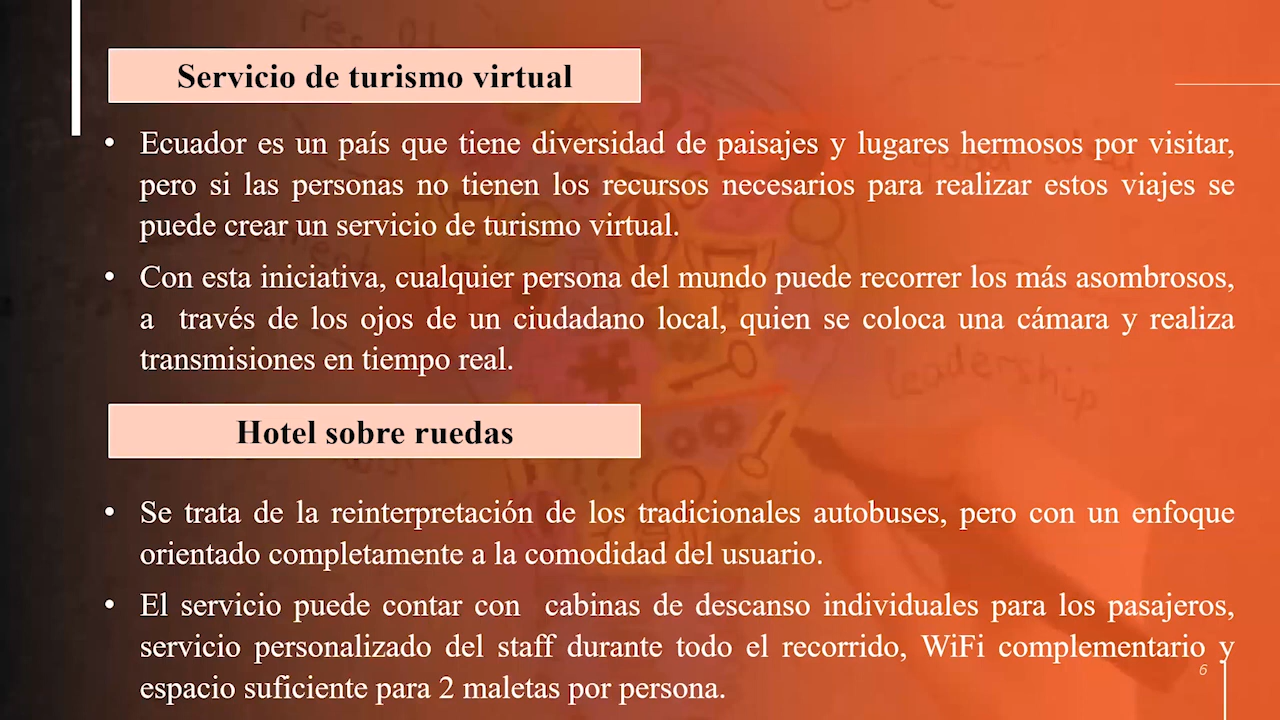 Servicio de turismo virtual
• Ecuador es un país que tiene diversidad de paisajes y lugares hermosos por visitar,
pero si las personas no tienen los recursos necesarios para realizar estos viajes se
puede crear un servicio de turismo virtual.
• Con esta iniciativa, cualquier persona del mundo puede recorrer los más asombrosos,
a través de los ojos de un ciudadano local, quien se coloca una cámara y realiza
transmisiones en tiempo real.
leadership
Hotel sobre ruedas
• Se trata de la reinterpretación de los tradicionales autobuses, pero con un enfoque
orientado completamente a la comodidad del usuario.
• El servicio puede contar con cabinas de descanso individuales para los pasajeros,
servicio personalizado del staff durante todo el recorrido, WiFi complementario y
espacio suficiente para 2 maletas por persona.
6